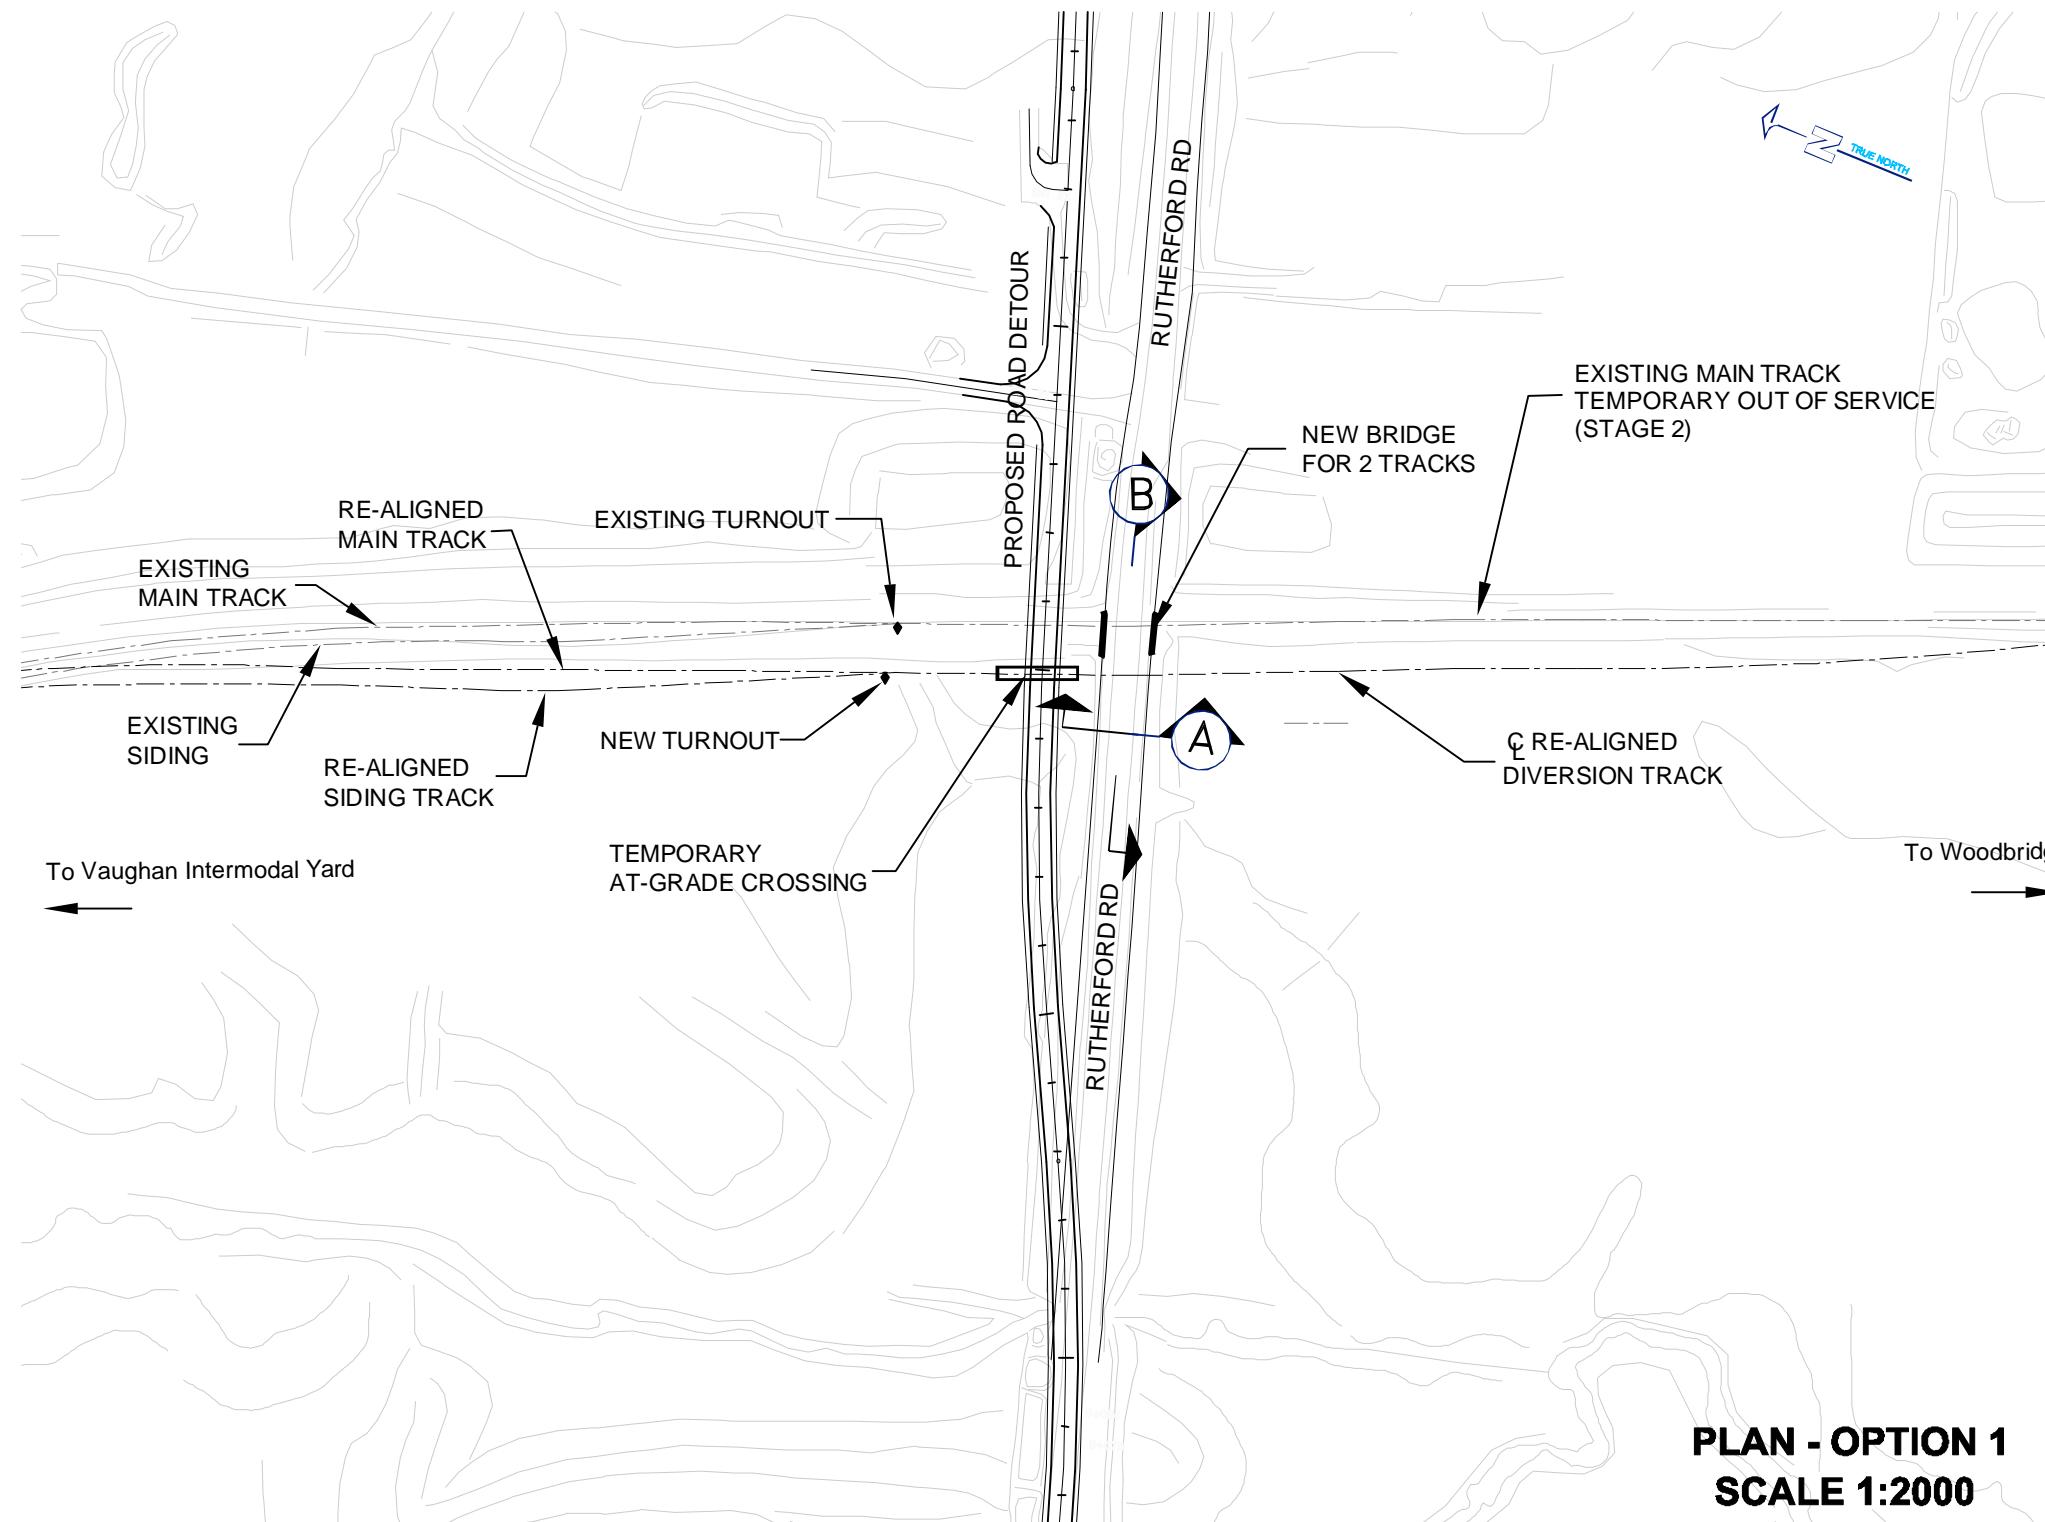 N
TRUE NORTH
RUTHERFORD RD
PROPOSED ROAD DETOUR
EXISTING MAIN TRACK
TEMPORARY OUT OF SERVICE
(STAGE 2)
NEW BRIDGE
FOR 2 TRACKS
B
RE-ALIGNED
MAIN TRACK
EXISTING TURNOUT
EXISTING
MAIN TRACK
EXISTING
SIDING
RE-ALIGNED
SIDING TRACK
NEW TURNOUT
A
℄ RE-ALIGNED
DIVERSION TRACK
TEMPORARY
AT-GRADE CROSSING
To Vaughan Intermodal Yard
To Woodbridg
RUTHERFORD RD
PLAN - OPTION 1
SCALE 1:2000